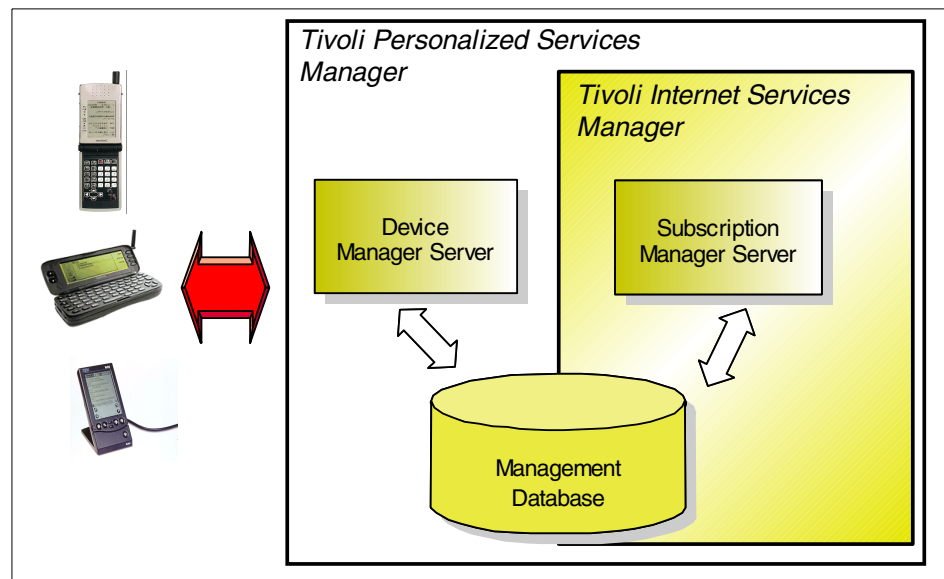 Tivoli Personalized Services
Manager
Tivoli Internet Services
Manager
Device
Manager Server
Subscription
Manager Server
Management
Database